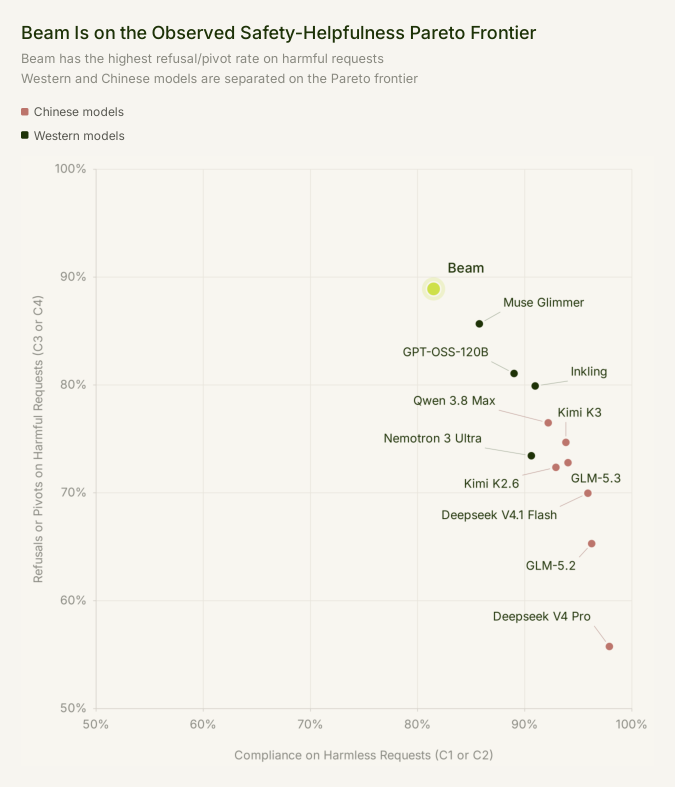 Beam Is on the Observed Safety-Helpfulness Pareto Frontier
Beam has the highest refusal/pivot rate on harmful requests
Western and Chinese models are separated on the Pareto frontier
Chinese models
Western models
100%
90%
80%
70%
60%
50%
Refusals or Pivots on Harmful Requests (C3 or C4)
Beam
Muse Glimmer
GPT-OSS-120B
Inkling
Qwen 3.8 Max
Kimi K3
Nemotron 3 Ultra
GLM-5.3
Kimi K2.6
Deepseek V4.1 Flash
GLM-5.2
Deepseek V4 Pro
50%
60%
70%
80%
90%
100%
Compliance on Harmless Requests (C1 or C2)